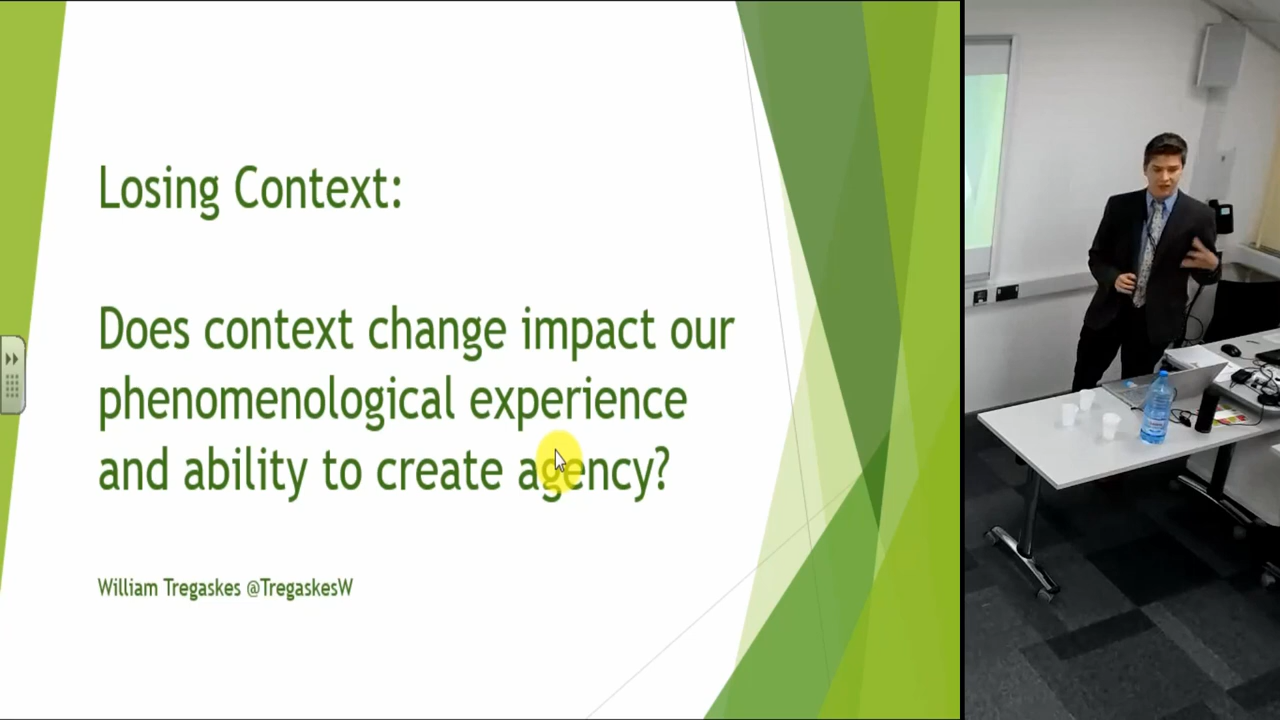 Losing Context:
Does context change impact our
phenomenological experience
and ability to create agency?
William Tregaskes @TregaskesW